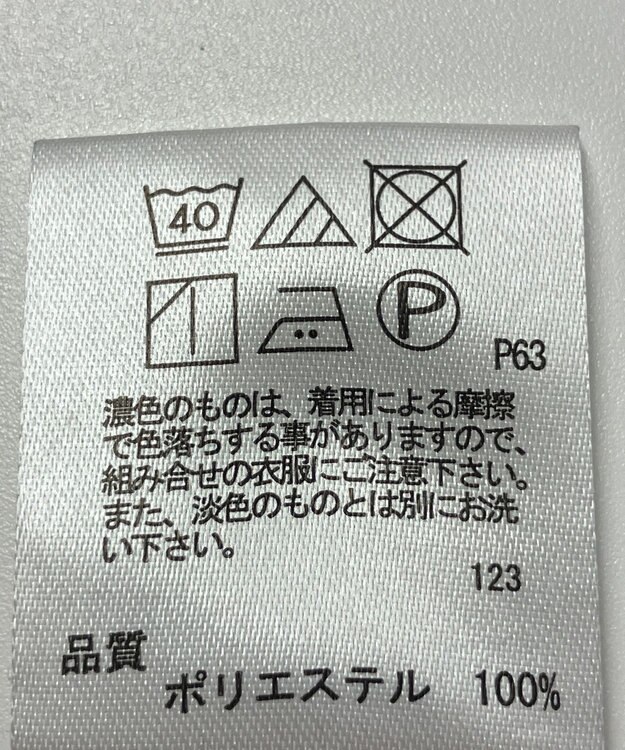 40
P
P63
濃色のものは、着用による摩擦
で色落ちする事がありますので、
組み合せの衣服にご注意下さい。
また、淡色のものとは別にお洗
い下さい。
123
品質
ポリエステル 100%